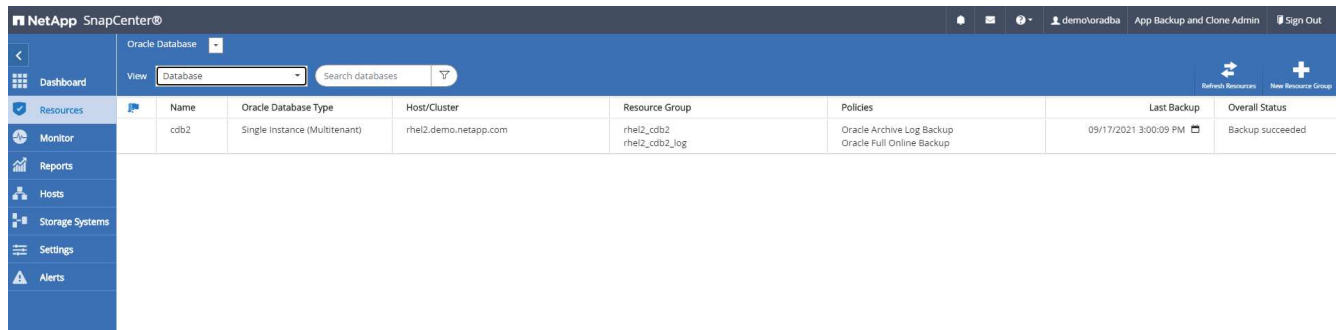 NetApp SnapCenter®
demo\oradba App Backup and Clone Admin Sign Out
Oracle Database
View Database Search databases
Refresh Resources New Resource Group
Dashboard
Resources
Monitor
Reports
Hosts
Storage Systems
Settings
Alerts
Name Oracle Database Type Host/Cluster Resource Group Policies Last Backup Overall Status
cdb2 Single Instance (Multitenant) rhel2.demo.netapp.com rhel2_cdb2 Oracle Archive Log Backup 09/17/2021 3:00:09 PM Backup succeeded
rhel2_cdb2_log Oracle Full Online Backup